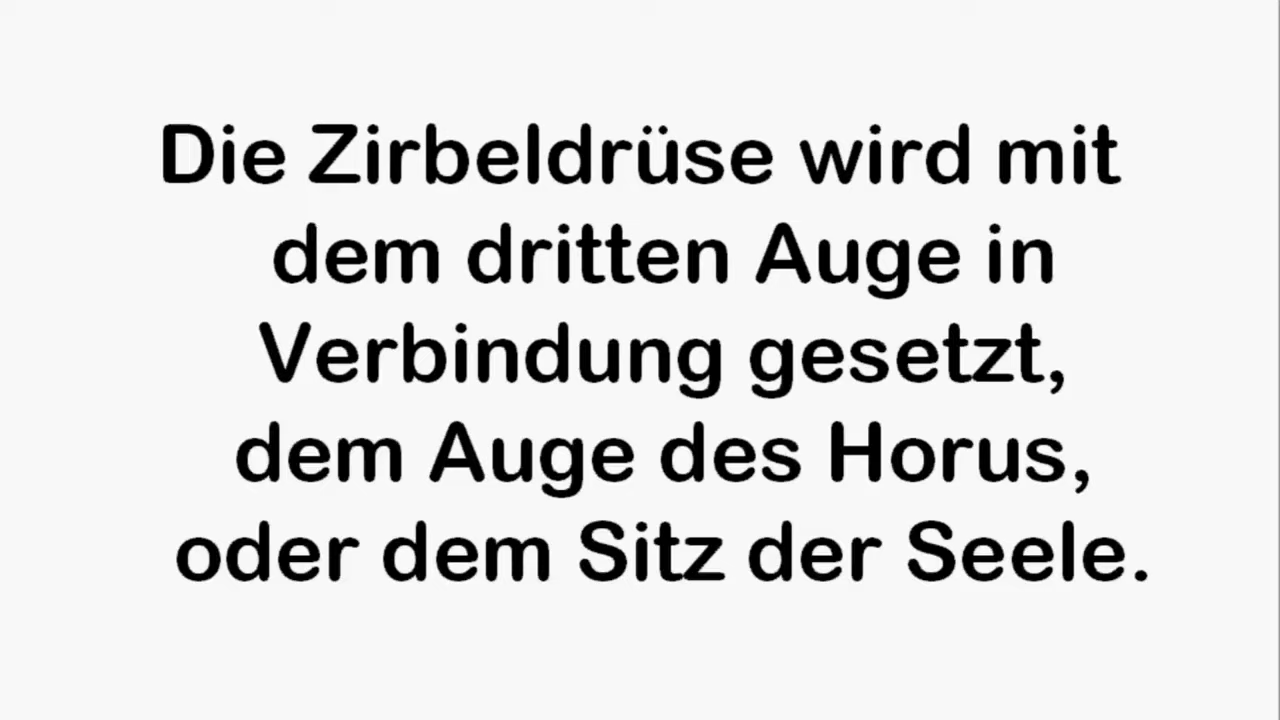 Die Zirbeldrüse wird mit
dem dritten Auge in
Verbindung gesetzt,
dem Auge des Horus,
oder dem Sitz der Seele.